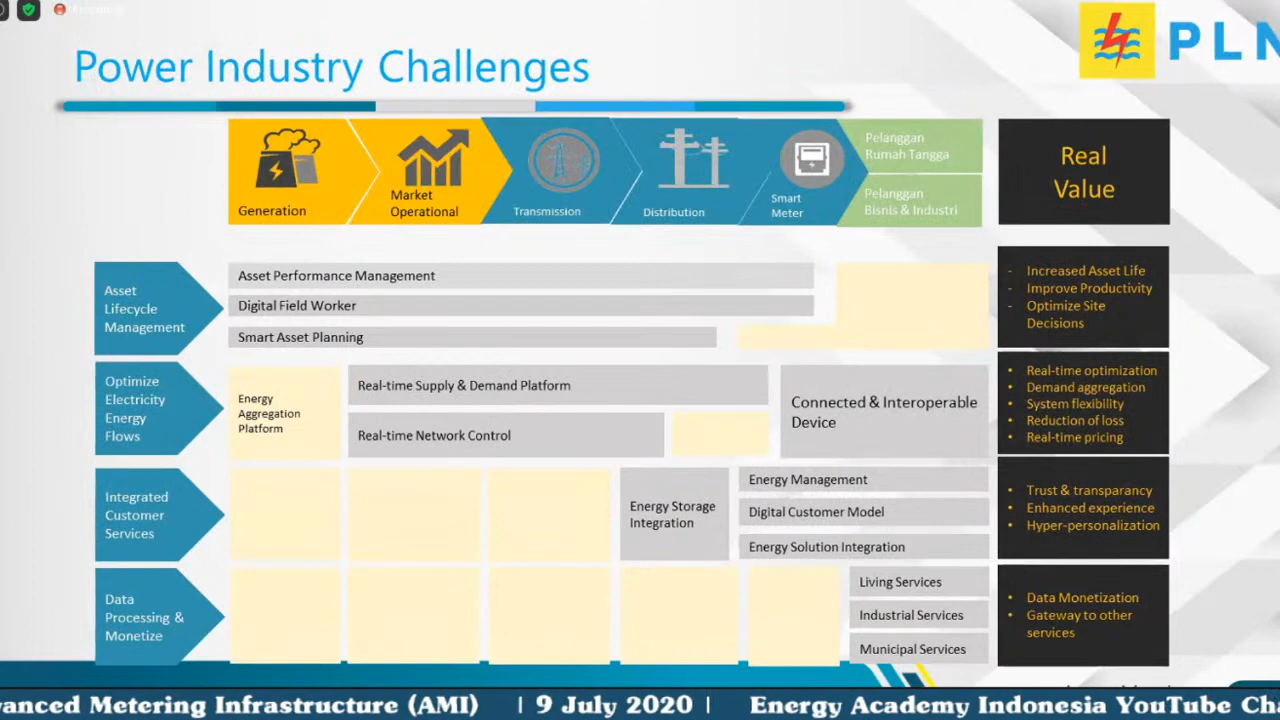 Power Industry Challenges
PLN
Generation
Market
Operational
Transmission
Distribution
Smart
Meter
Pelanggan
Rumah Tangga
Pelanggan
Bisnis & Industri
Real
Value
Asset
Lifecycle
Management
Asset Performance Management
Digital Field Worker
Smart Asset Planning
- Increased Asset Life
- Improve Productivity
- Optimize Site
Decisions
Optimize
Electricity
Energy
Flows
Energy
Aggregation
Platform
Real-time Supply & Demand Platform
Real-time Network Control
Connected & Interoperable
Device
• Real-time optimization
• Demand aggregation
• System flexibility
• Reduction of loss
• Real-time pricing
Integrated
Customer
Services
Energy Storage
Integration
Energy Management
Digital Customer Model
Energy Solution Integration
• Trust & transparancy
• Enhanced experience
• Hyper-personalization
Data
Processing &
Monetize
Living Services
Industrial Services
Municipal Services
• Data Monetization
• Gateway to other
services
vanced Metering Infrastructure (AMI) | 9 July 2020 | Energy Academy Indonesia YouTube Cha